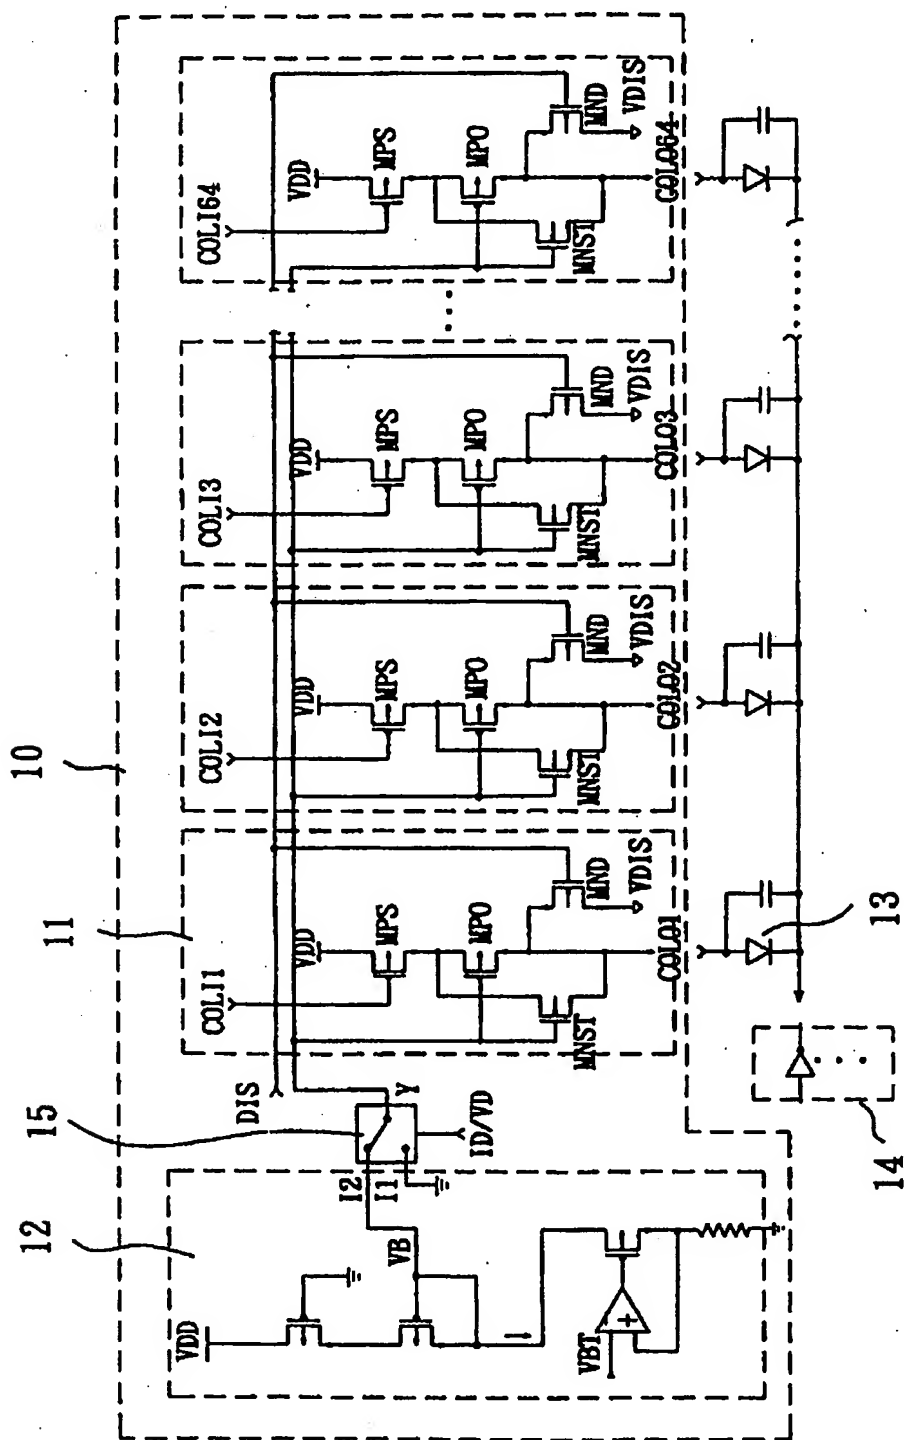 12
15
11
10
VDD
COLI1
COLI2
COLI3
COLI64
DIS
VDD
VDD
VDD
VDD
I2
I1
Y
ID/VD
VB
MPS
MPS
MPS
MPS
MPO
MPO
MPO
MPO
MNST
MNST
MNST
MNST
MND
MND
MND
MND
VBT
+
VDIS
VDIS
VDIS
VDIS
COLO1
COLO2
COLO3
COLO64
14
13